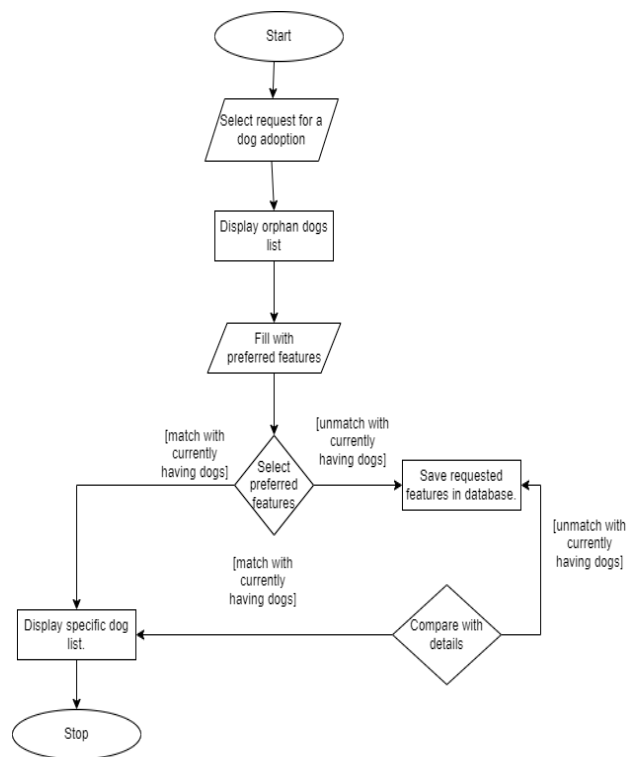 Start
Select request for a
dog adoption
Display orphan dogs
list
Fill with
preferred features
[match with
currently
having dogs]
[unmatch with
currently
having dogs]
Select
preferred
features
Save requested
features in database.
[unmatch with
currently
having dogs]
[match with
currently
having dogs]
Display specific dog
list.
Compare with
details
Stop